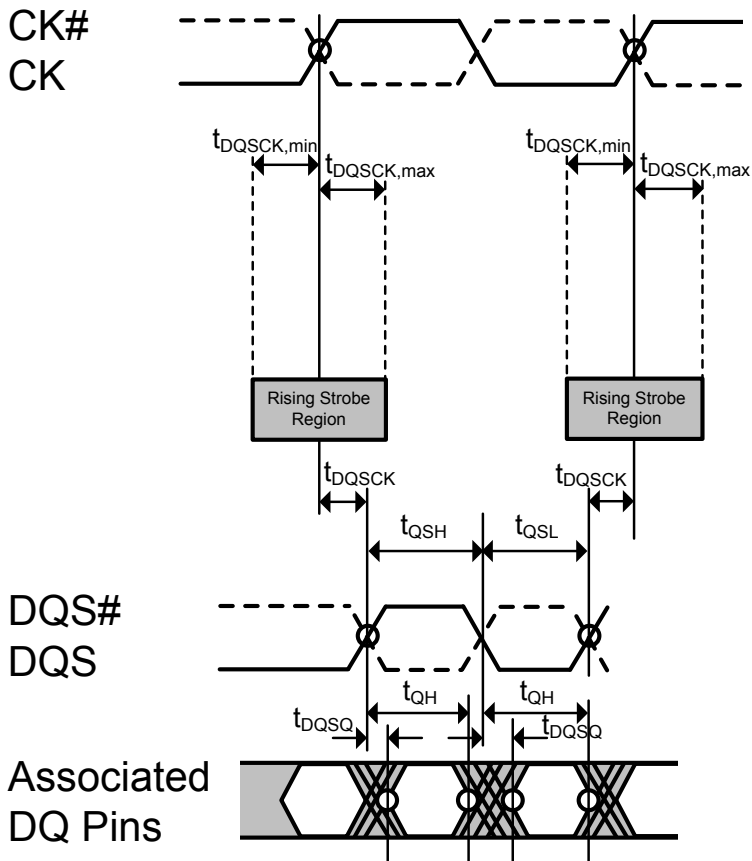 CK#
CK
tDQSCK,min
tDQSCK,max
tDQSCK,min
tDQSCK,max
Rising Strobe
Region
Rising Strobe
Region
tDQSCK
tDQSCK
tQSH
tQSL
DQS#
DQS
tQH
tQH
tDQSQ
tDQSQ
Associated
DQ Pins